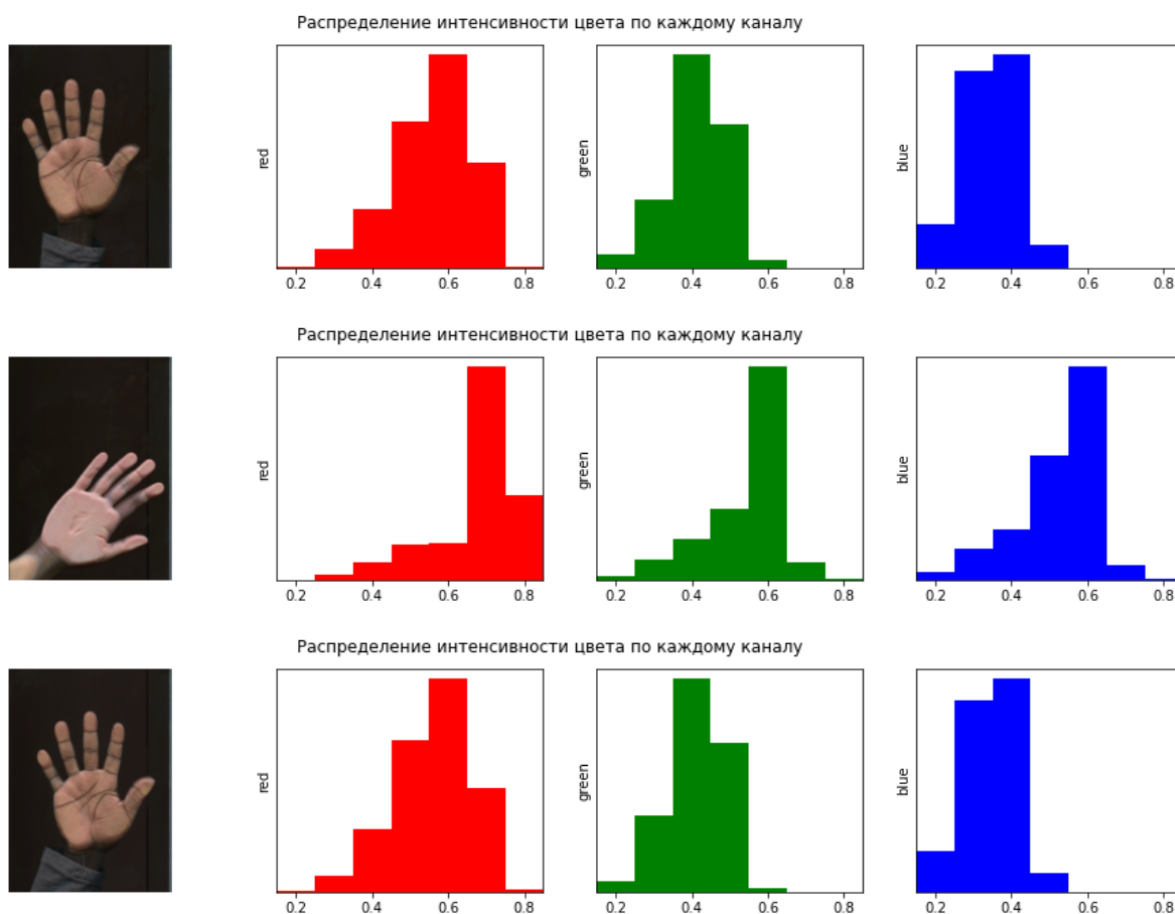 Распределение интенсивности цвета по каждому каналу
red
green
blue
0.2 0.4 0.6 0.8
0.2 0.4 0.6 0.8
0.2 0.4 0.6 0.8
Распределение интенсивности цвета по каждому каналу
red
green
blue
0.2 0.4 0.6 0.8
0.2 0.4 0.6 0.8
0.2 0.4 0.6 0.8
Распределение интенсивности цвета по каждому каналу
red
green
blue
0.2 0.4 0.6 0.8
0.2 0.4 0.6 0.8
0.2 0.4 0.6 0.8